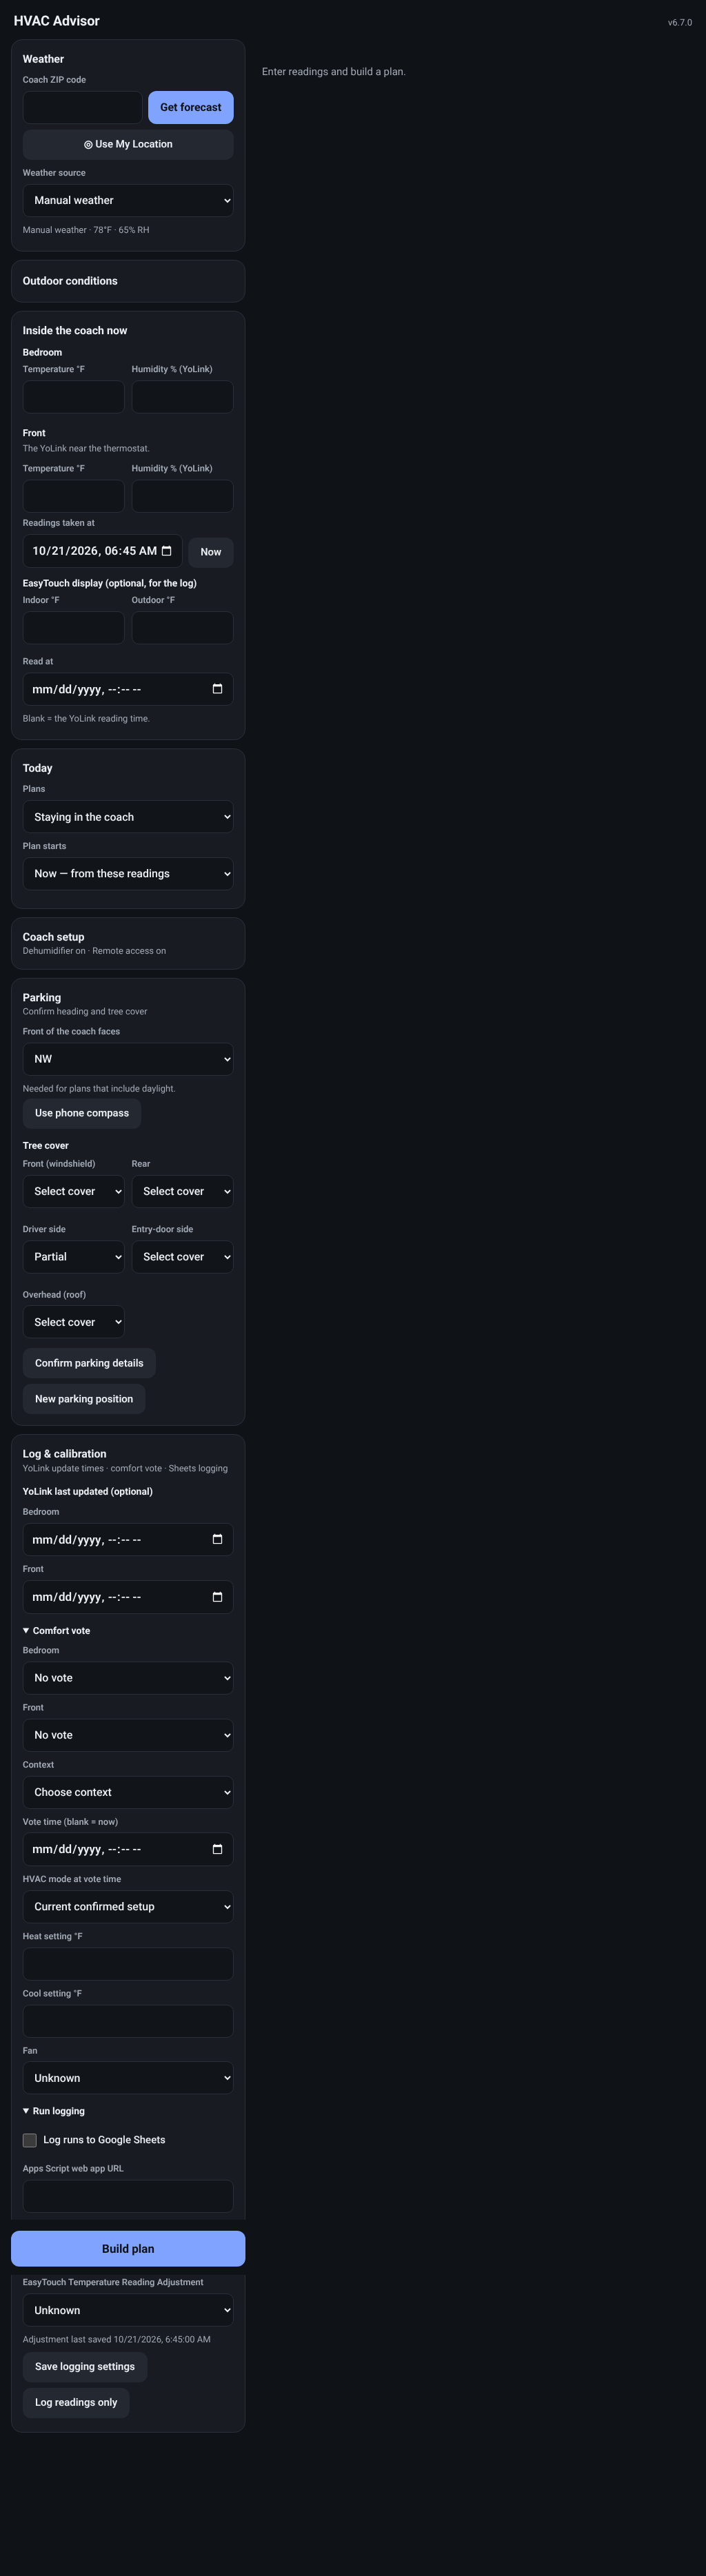 HVAC Advisor
v6.7.0
Weather
Coach ZIP code
Get forecast
◎ Use My Location
Weather source
Manual weather
Manual weather · 78°F · 65% RH
Enter readings and build a plan.
Outdoor conditions
Inside the coach now
Bedroom
Temperature °F
Humidity % (YoLink)
Front
The YoLink near the thermostat.
Temperature °F
Humidity % (YoLink)
Readings taken at
10/21/2026, 06:45 AM
Now
EasyTouch display (optional, for the log)
Indoor °F
Outdoor °F
Read at
mm/dd/yyyy, --:-- --
Blank = the YoLink reading time.
Today
Plans
Staying in the coach
Plan starts
Now — from these readings
Coach setup
Dehumidifier on · Remote access on
Parking
Confirm heading and tree cover
Front of the coach faces
NW
Needed for plans that include daylight.
Use phone compass
Tree cover
Front (windshield)
Rear
Select cover
Select cover
Driver side
Entry-door side
Partial
Select cover
Overhead (roof)
Select cover
Confirm parking details
New parking position
Log & calibration
YoLink update times · comfort vote · Sheets logging
YoLink last updated (optional)
Bedroom
mm/dd/yyyy, --:-- --
Front
mm/dd/yyyy, --:-- --
▼ Comfort vote
Bedroom
No vote
Front
No vote
Context
Choose context
Vote time (blank = now)
mm/dd/yyyy, --:-- --
HVAC mode at vote time
Current confirmed setup
Heat setting °F
Cool setting °F
Fan
Unknown
▼ Run logging
Log runs to Google Sheets
Apps Script web app URL
Build plan
EasyTouch Temperature Reading Adjustment
Unknown
Adjustment last saved 10/21/2026, 6:45:00 AM
Save logging settings
Log readings only